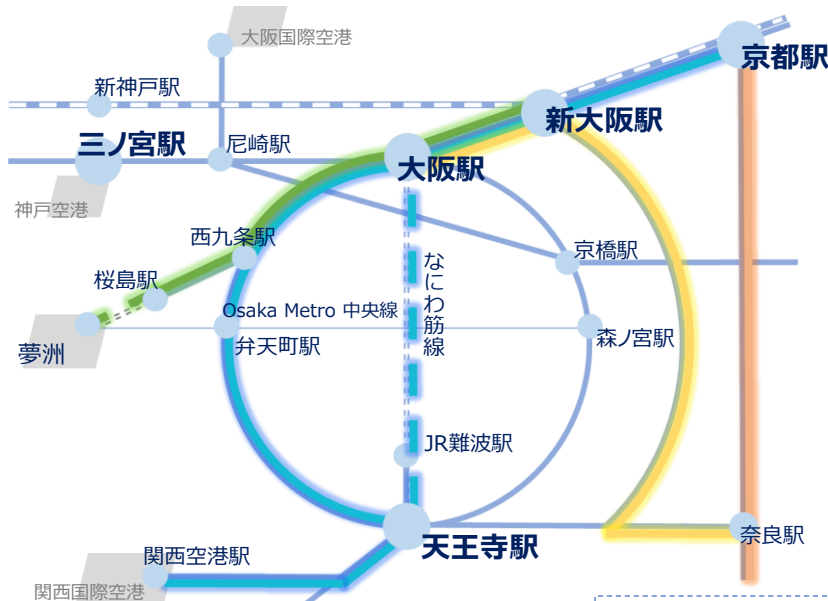 大阪国際空港
京都駅
新神戸駅
新大阪駅
三ノ宮駅
尼崎駅
大阪駅
神戸空港
西九条駅
京橋駅
なにわ筋線
桜島駅
Osaka Metro 中央線
夢洲
弁天町駅
森ノ宮駅
JR難波駅
奈良駅
天王寺駅
関西空港駅
関西国際空港